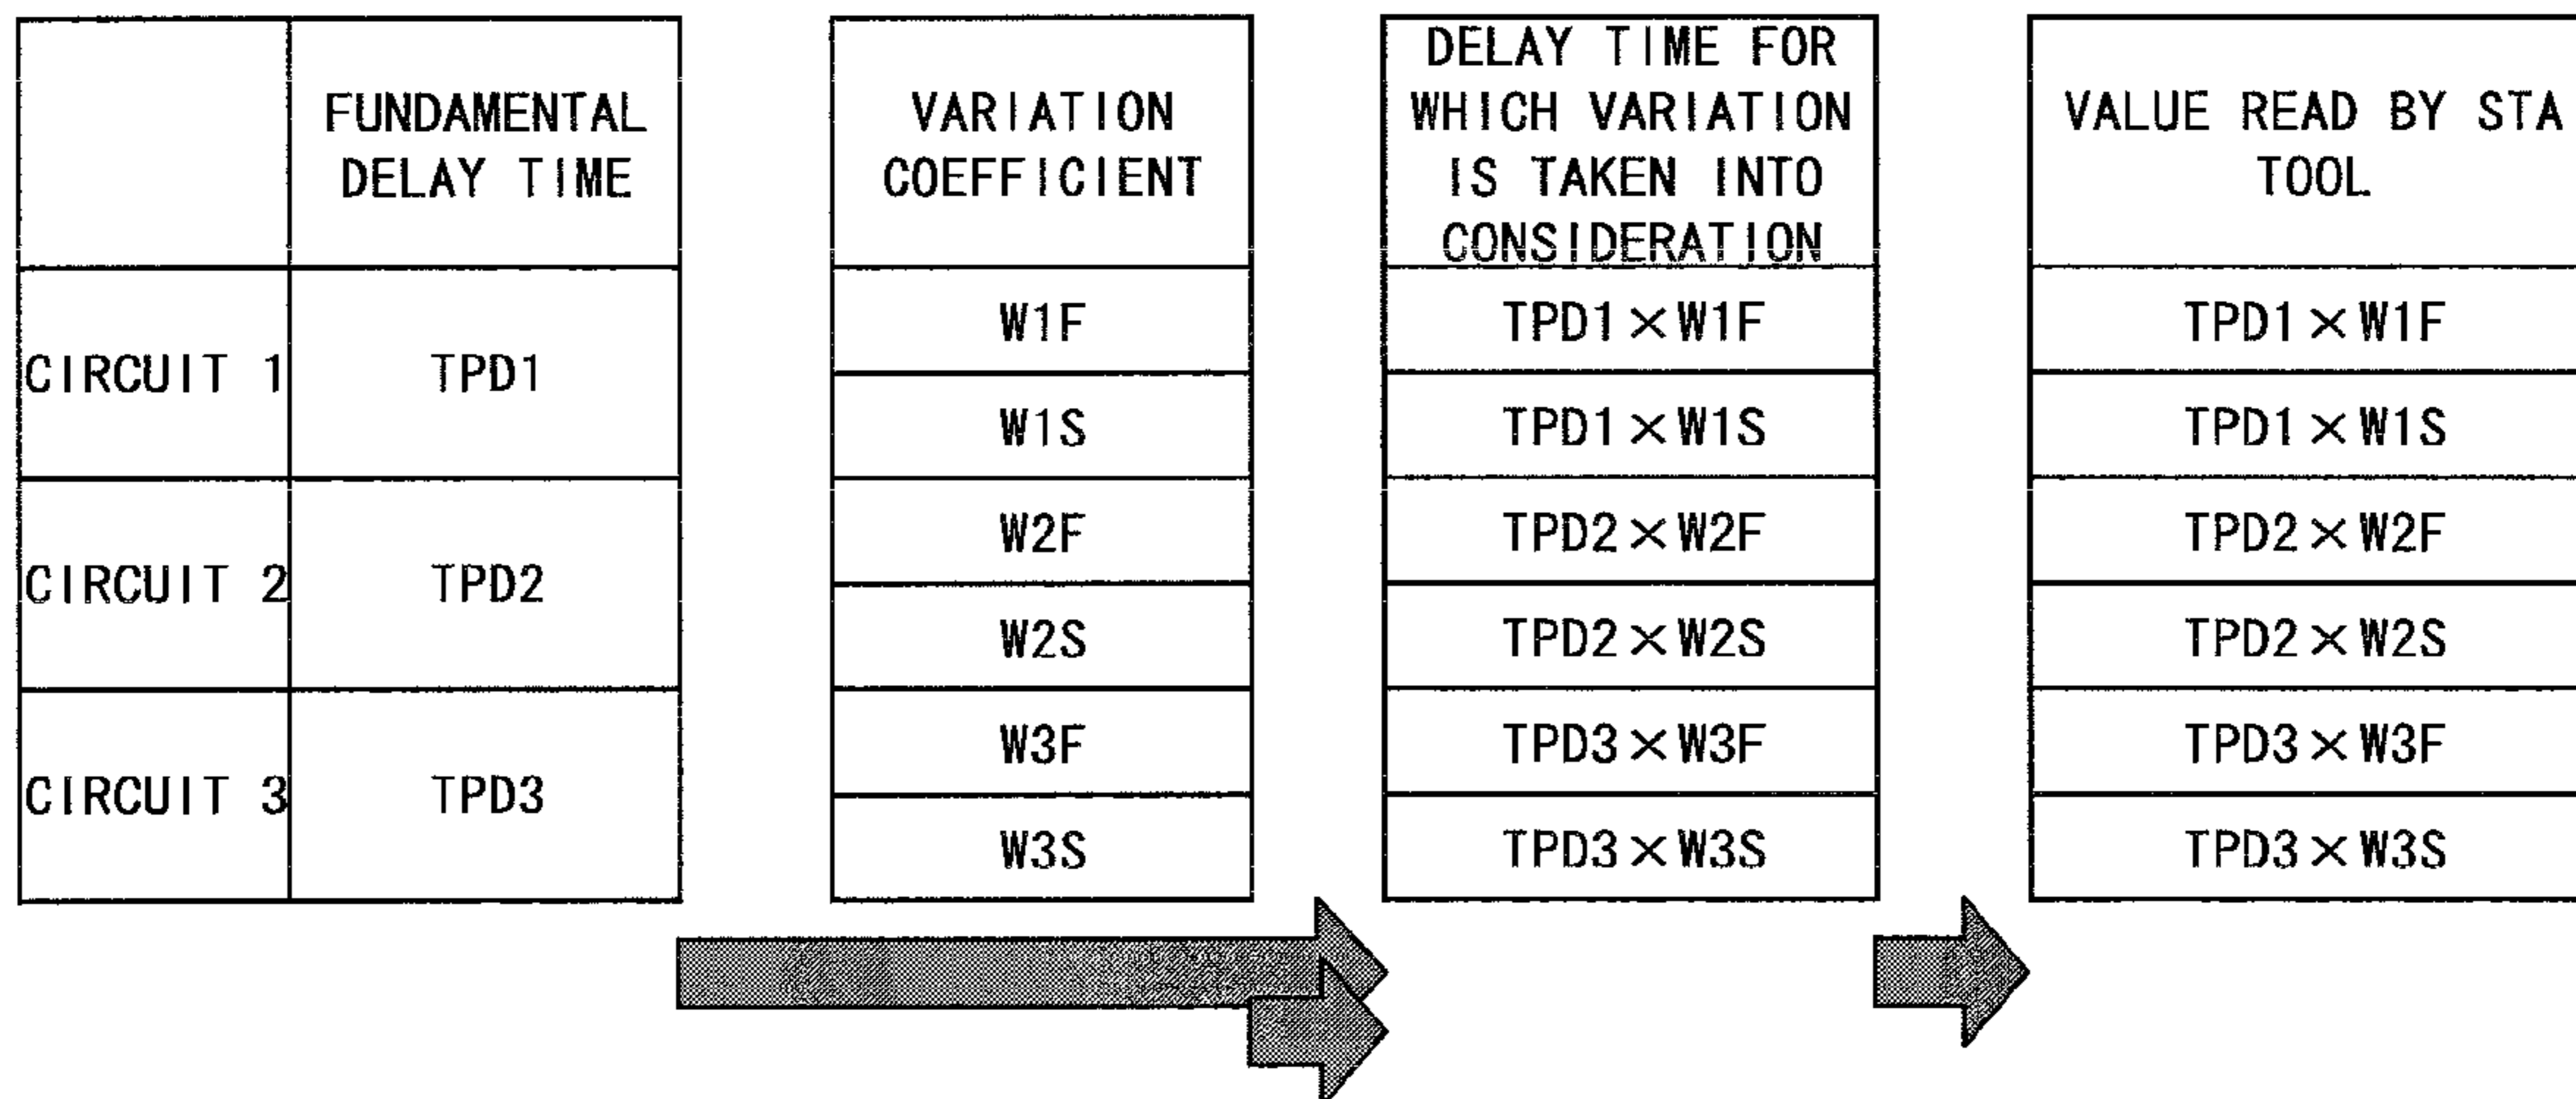 FUNDAMENTAL
DELAY TIME
CIRCUIT 1
TPD1
CIRCUIT 2
TPD2
CIRCUIT 3
TPD3
VARIATION
COEFFICIENT
W1F
W1S
W2F
W2S
W3F
W3S
DELAY TIME FOR
WHICH VARIATION
IS TAKEN INTO
CONSIDERATION
TPD1×W1F
TPD1×W1S
TPD2×W2F
TPD2×W2S
TPD3×W3F
TPD3×W3S
VALUE READ BY STA
TOOL
TPD1×W1F
TPD1×W1S
TPD2×W2F
TPD2×W2S
TPD3×W3F
TPD3×W3S